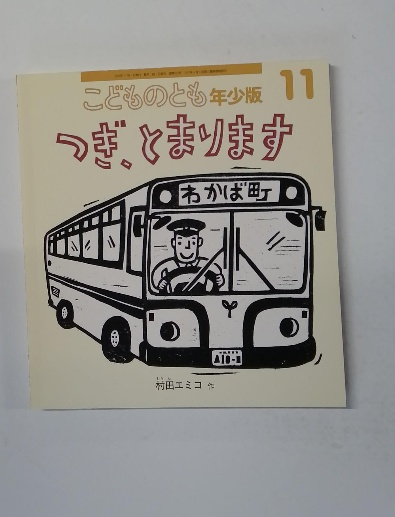 こどものとも 年少版 11
つぎ、とまります
わかば町
村田エミコ 作